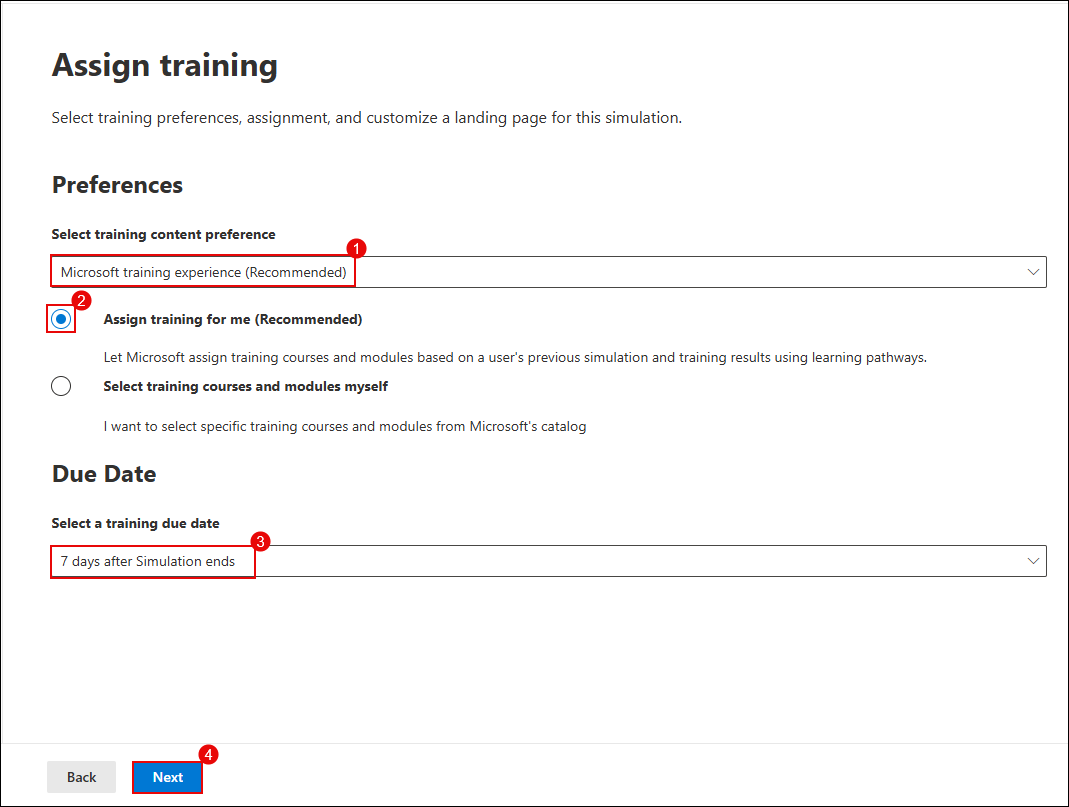 Assign training
Select training preferences, assignment, and customize a landing page for this simulation.
Preferences
Select training content preference
1
Microsoft training experience (Recommended)
2
Assign training for me (Recommended)
Let Microsoft assign training courses and modules based on a user's previous simulation and training results using learning pathways.
Select training courses and modules myself
I want to select specific training courses and modules from Microsoft's catalog
Due Date
Select a training due date
3
7 days after Simulation ends
4
Back
Next